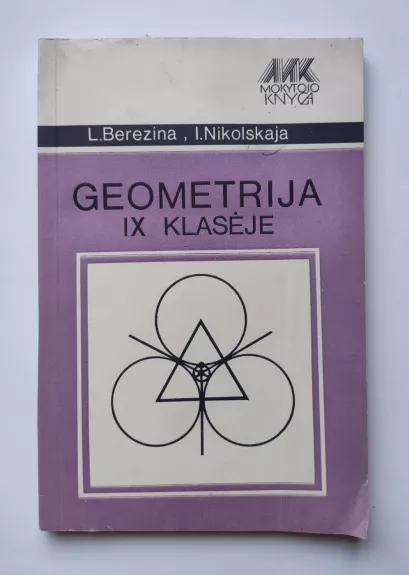 MK
MOKYTOJO
KNYGA
L.Berezina , I.Nikolskaja
GEOMETRIJA
IX KLASĖJE